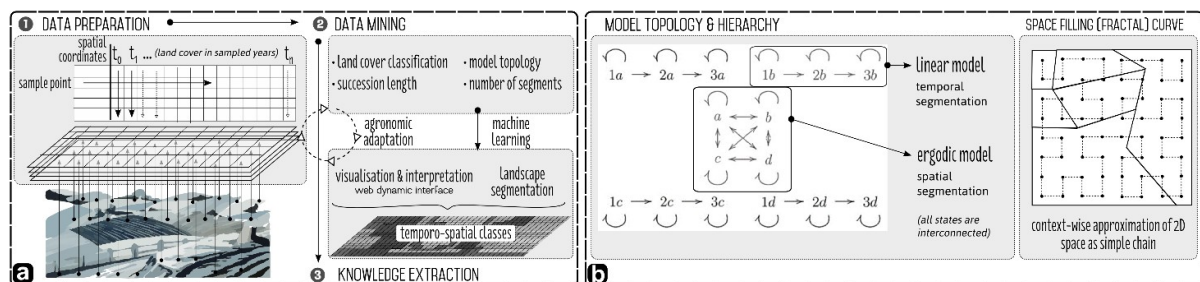 1 DATA PREPARATION
spatial
coordinates
t0 t1 ... (land cover in sampled years) tn
sample point
2 DATA MINING
• land cover classification
• succession length
• model topology
• number of segments
agronomic
adaptation
machine
learning
visualisation & interpretation
web dynamic interface
landscape
segmentation
temporo-spatial classes
3 KNOWLEDGE EXTRACTION
a
MODEL TOPOLOGY & HIERARCHY
1a → 2a → 3a
1b → 2b → 3b
a b
c d
1c → 2c → 3c
1d → 2d → 3d
linear model
temporal
segmentation
ergodic model
spatial
segmentation
(all states are
interconnected)
SPACE FILLING (FRACTAL) CURVE
context-wise approximation of 2D
space as simple chain
b